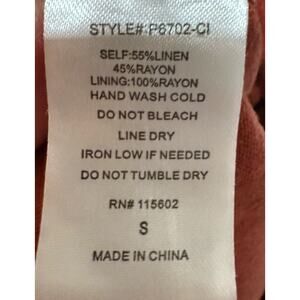 STYLE#:P6702-CI
SELF:55%LINEN
45%RAYON
LINING:100%RAYON
HAND WASH COLD
DO NOT BLEACH
LINE DRY
IRON LOW IF NEEDED
DO NOT TUMBLE DRY
RN# 115602
S
MADE IN CHINA